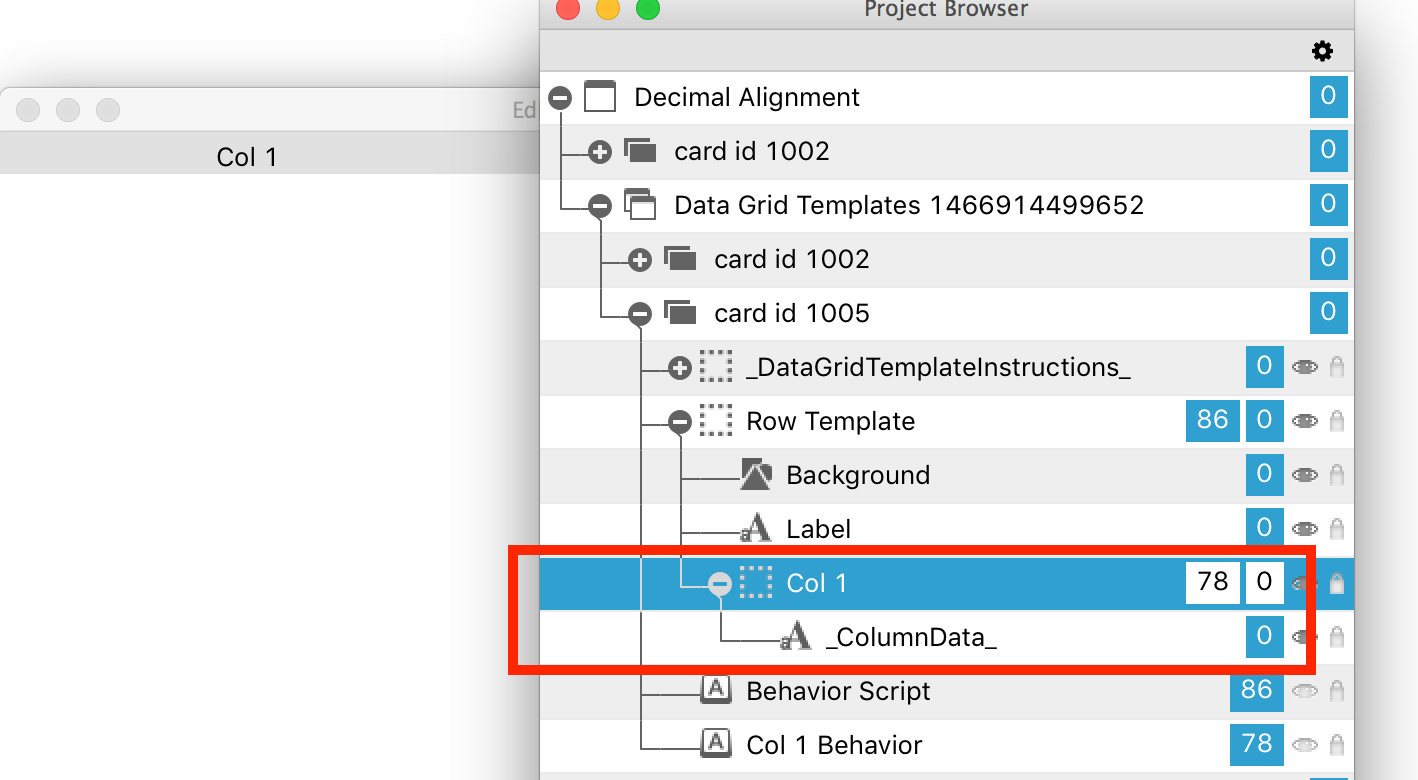 Project Browser
Decimal Alignment 0
Ed
card id 1002 0
Col 1
Data Grid Templates 1466914499652 0
card id 1002 0
card id 1005 0
_DataGridTemplateInstructions_ 0
Row Template 86 0
Background 0
Label 0
Col 1 78 0
_ColumnData_ 0
Behavior Script 86
Col 1 Behavior 78